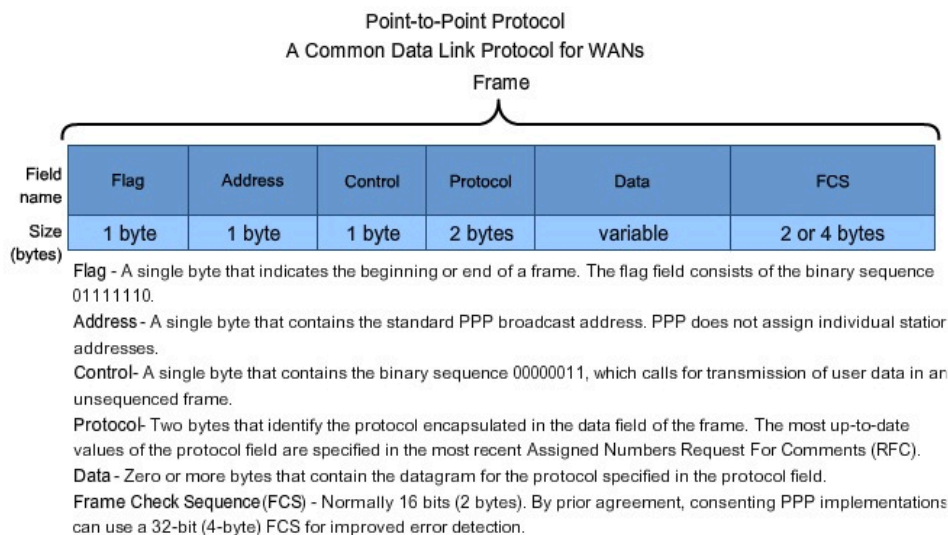 Point-to-Point Protocol
A Common Data Link Protocol for WANs
Frame
Field name Flag Address Control Protocol Data FCS
Size (bytes) 1 byte 1 byte 1 byte 2 bytes variable 2 or 4 bytes
Flag - A single byte that indicates the beginning or end of a frame. The flag field consists of the binary sequence
01111110.
Address - A single byte that contains the standard PPP broadcast address. PPP does not assign individual station
addresses.
Control- A single byte that contains the binary sequence 00000011, which calls for transmission of user data in an
unsequenced frame.
Protocol- Two bytes that identify the protocol encapsulated in the data field of the frame. The most up-to-date
values of the protocol field are specified in the most recent Assigned Numbers Request For Comments (RFC).
Data - Zero or more bytes that contain the datagram for the protocol specified in the protocol field.
Frame Check Sequence (FCS) - Normally 16 bits (2 bytes). By prior agreement, consenting PPP implementations
can use a 32-bit (4-byte) FCS for improved error detection.